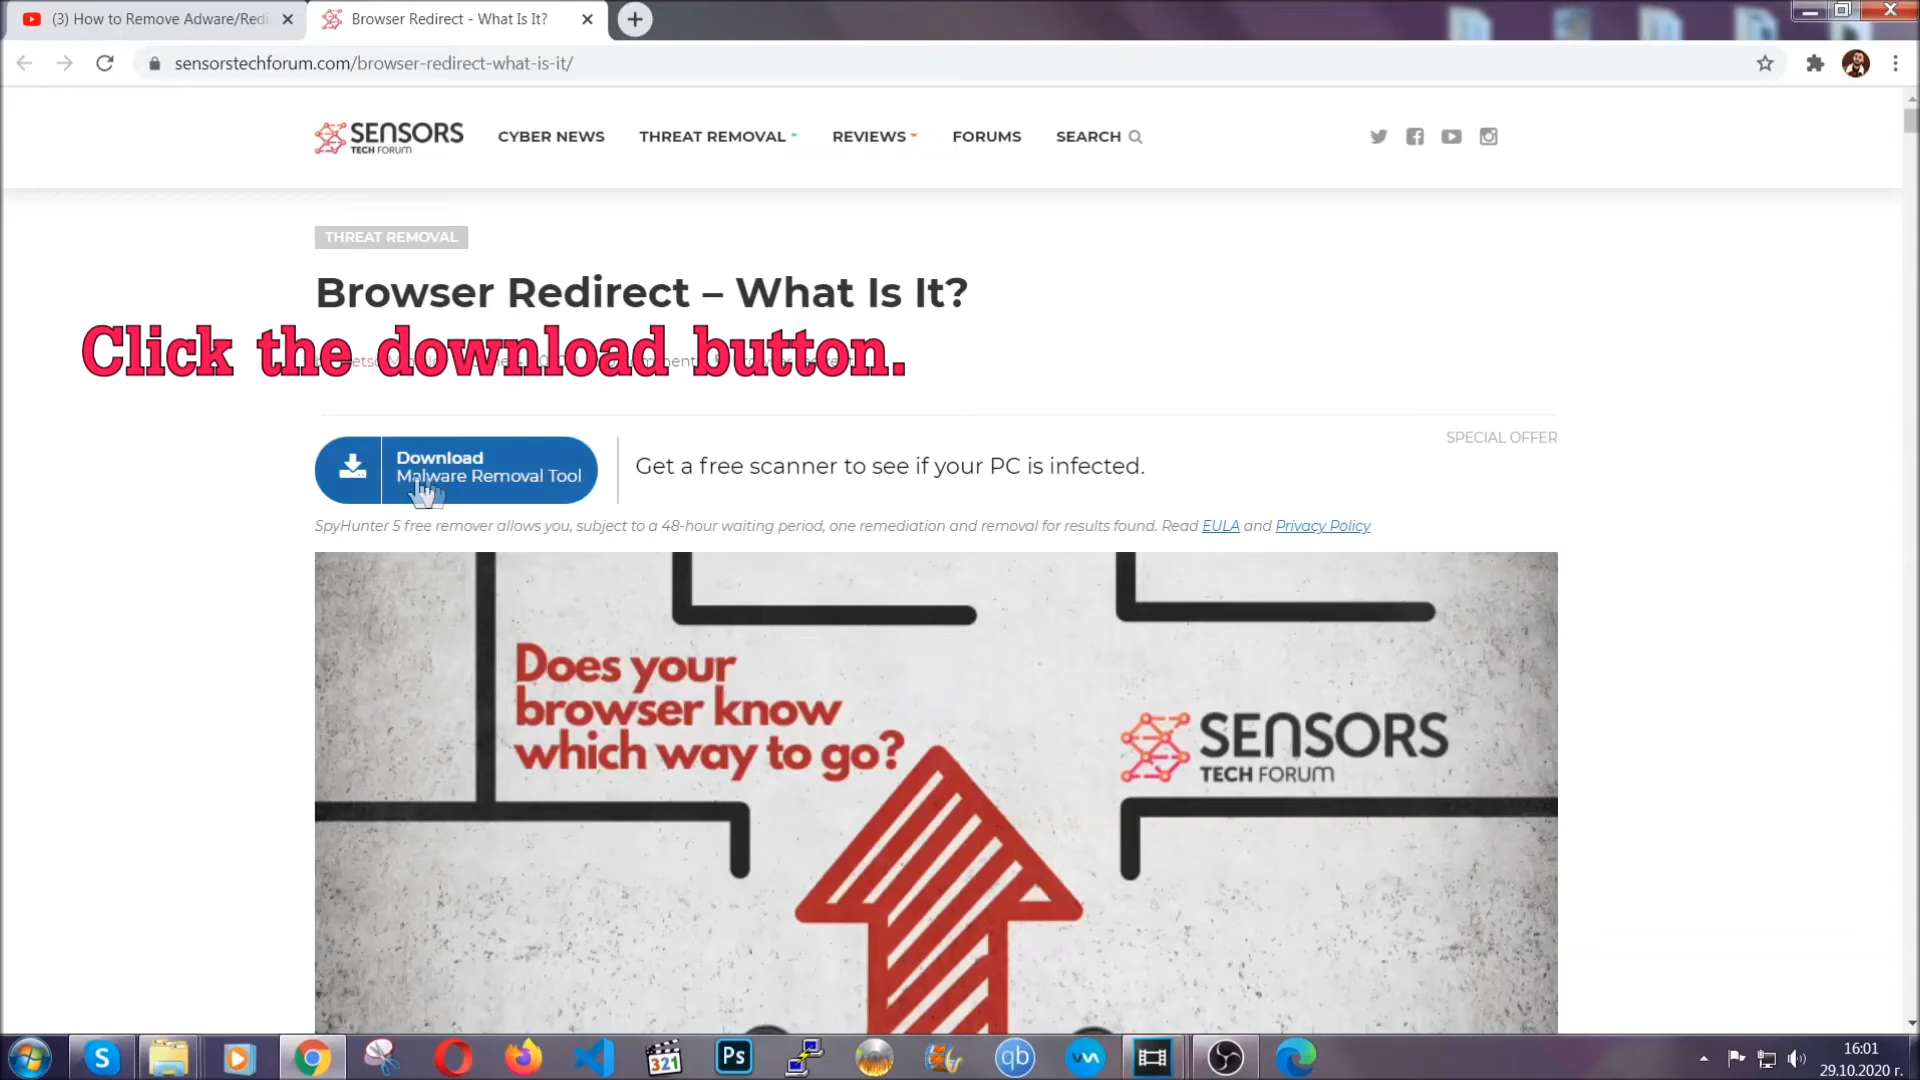 (3) How to Remove Adware/Redi
Browser Redirect - What Is It?
sensorstechforum.com/browser-redirect-what-is-it/
SENSORS
TECH FORUM
CYBER NEWS
THREAT REMOVAL
REVIEWS
FORUMS
SEARCH
THREAT REMOVAL
Browser Redirect – What Is It?
Click the download button.
SPECIAL OFFER
Download
Malware Removal Tool
Get a free scanner to see if your PC is infected.
SpyHunter 5 free remover allows you, subject to a 48-hour waiting period, one remediation and removal for results found. Read EULA and Privacy Policy
Does your
browser know
which way to go?
SENSORS
TECH FORUM
S
321
Ps
qb
16:01
29.10.2020 г.